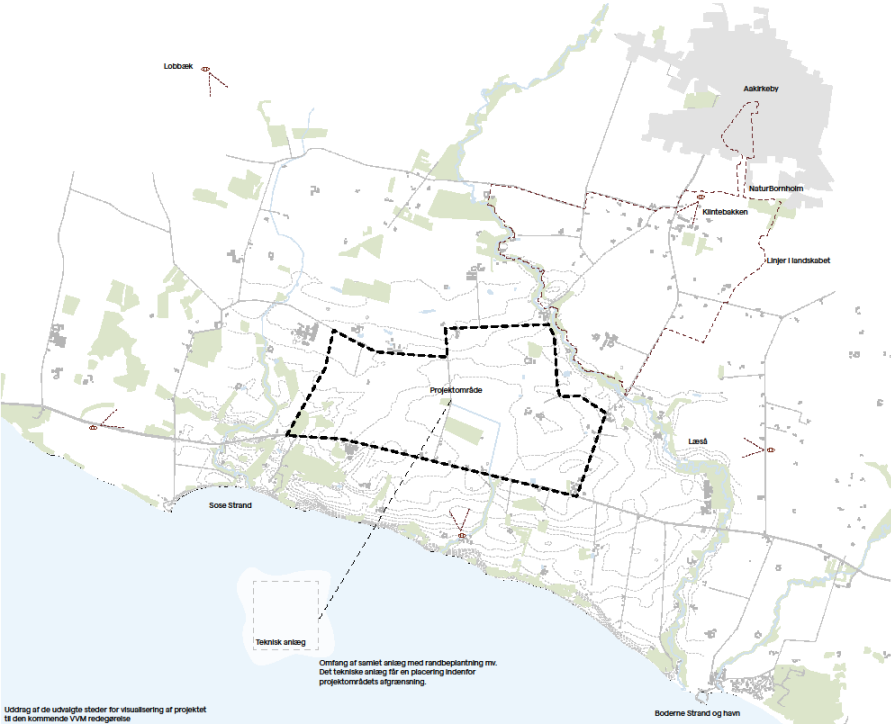 Lobbæk
Aakirkeby
NaturBornholm
Klintebakken
Linjer i landskabet
Projektområde
Læså
Sose Strand
Teknisk anlæg
Omfang af samlet anlæg med randbeplantning mv.
Det tekniske anlæg får en placering indenfor
projektområdets afgrænsning.
Uddrag af de udvalgte steder for visualisering af projektet
til den kommende VVM redegørelse
Boderne Strand og havn